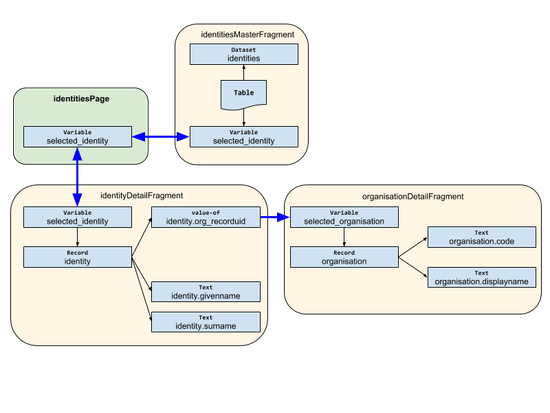 identitiesMasterFragment
Dataset
identities
Table
Variable
selected_identity
identitiesPage
Variable
selected_identity
identityDetailFragment
Variable
selected_identity
Record
identity
value-of
identity.org_recorduid
Text
identity.givenname
Text
identity.surname
organisationDetailFragment
Variable
selected_organisation
Record
organisation
Text
organisation.code
Text
organisation.displayname